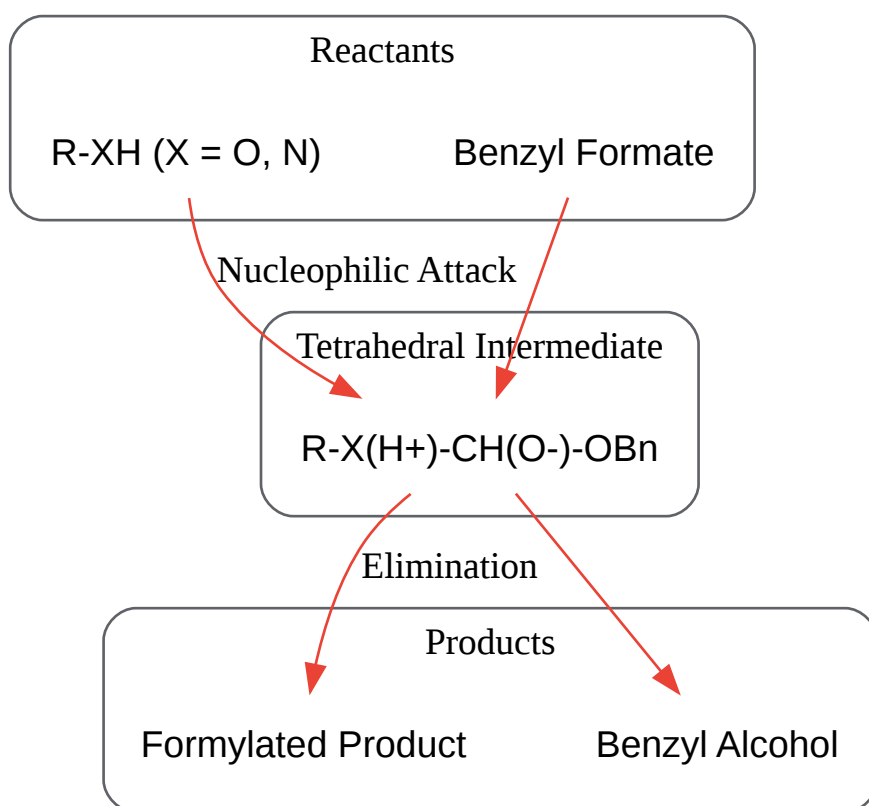 Reactants
R-XH (X = O, N)
Benzyl Formate
Nucleophilic Attack
Tetrahedral Intermediate
R-X(H+)-CH(O-)-OBn
Elimination
Products
Formylated Product
Benzyl Alcohol